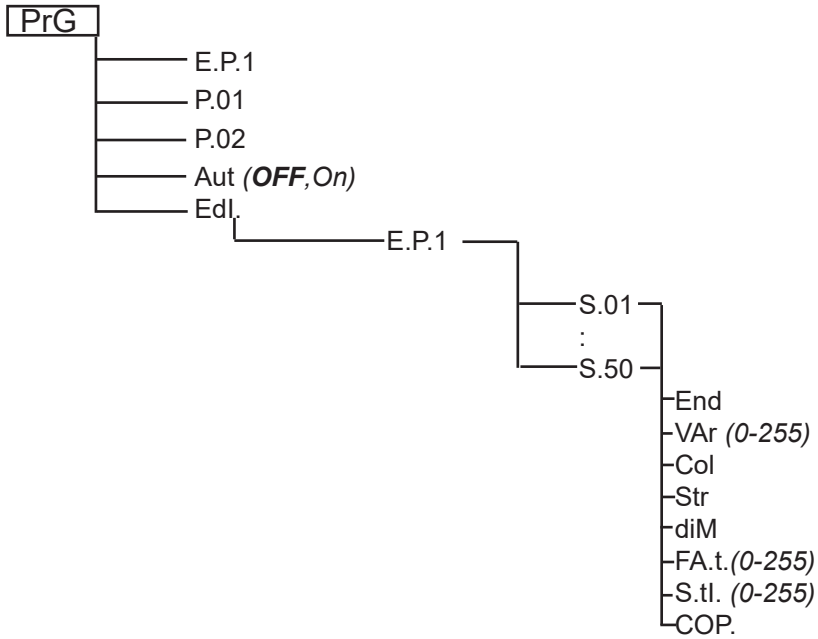 PrG
E.P.1
P.01
P.02
Aut (OFF,On)
EdI.
E.P.1
S.01
:
S.50
End
VAr (0-255)
Col
Str
diM
FA.t.(0-255)
S.tI. (0-255)
COP.